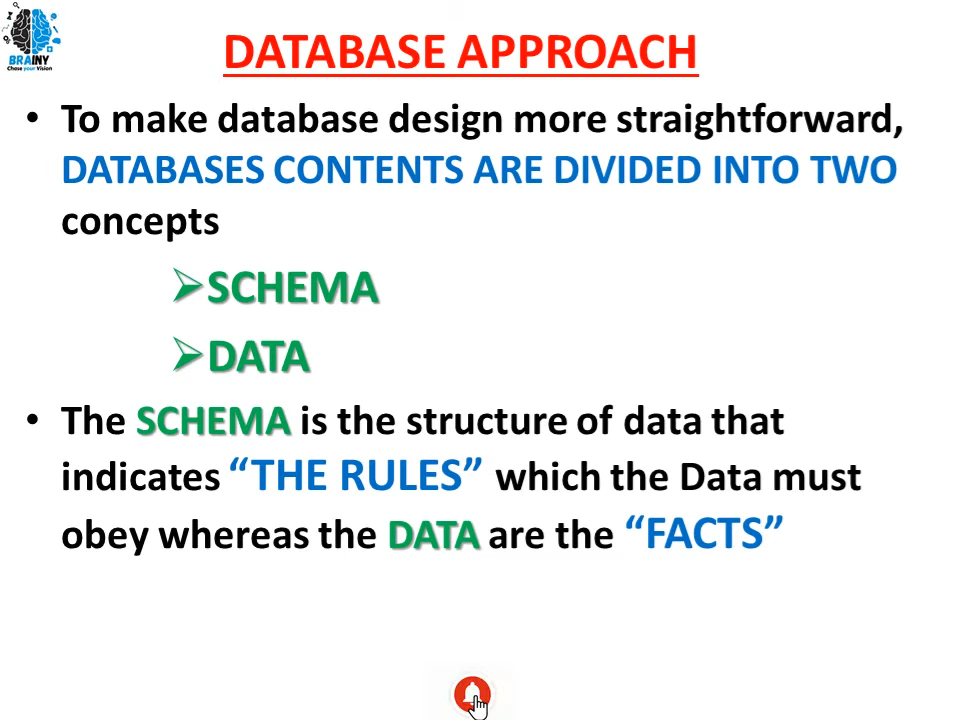 BRAINY
Chase your Vision
DATABASE APPROACH
• To make database design more straightforward,
DATABASES CONTENTS ARE DIVIDED INTO TWO
concepts
➢SCHEMA
➢DATA
• The SCHEMA is the structure of data that
indicates “THE RULES” which the Data must
obey whereas the DATA are the “FACTS”